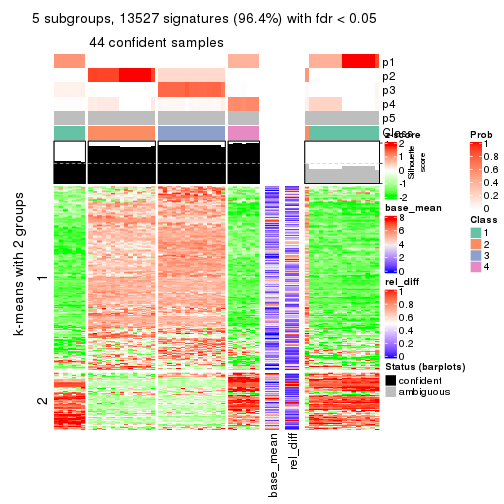 5 subgroups, 13527 signatures (96.4%) with fdr < 0.05
44 confident samples
p1
p2
p3
p4
p5
Class
z-score
2
1
0
-1
-2
Silhouette
score
Prob
1
0.8
0.6
0.4
0.2
0
base_mean
8
6
4
2
0
Class
1
2
3
4
rel_diff
1
0.8
0.6
0.4
0.2
0
Status (barplots)
confident
ambiguous
k-means with 2 groups
1
2
base_mean
rel_diff